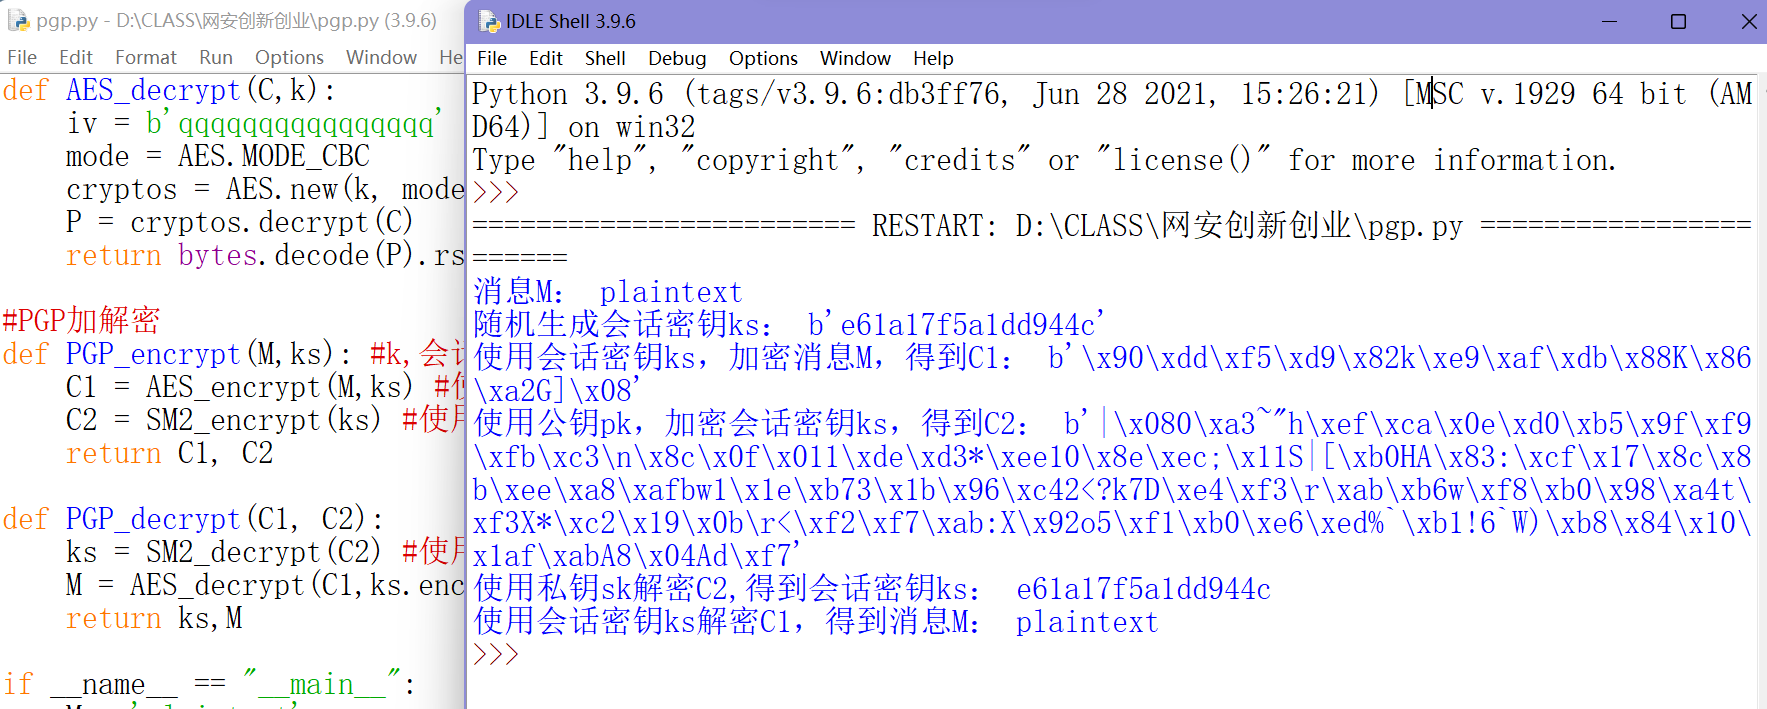 pgp.py - D:\CLASS\网安创新创业\pgp.py (3.9.6)
File Edit Format Run Options Window He
def AES_decrypt(C,k):
    iv = b'qqqqqqqqqqqqqqqq'
    mode = AES.MODE_CBC
    cryptos = AES.new(k, mode
    P = cryptos.decrypt(C)
    return bytes.decode(P).rs
#PGP加解密
def PGP_encrypt(M,ks): #k,会
    C1 = AES_encrypt(M,ks) #使
    C2 = SM2_encrypt(ks) #使用
    return C1, C2
def PGP_decrypt(C1, C2):
    ks = SM2_decrypt(C2) #使用
    M = AES_decrypt(C1,ks.enc
    return ks,M
if __name__ == "__main__":
IDLE Shell 3.9.6
File Edit Shell Debug Options Window Help
Python 3.9.6 (tags/v3.9.6:db3ff76, Jun 28 2021, 15:26:21) [MSC v.1929 64 bit (AM
D64)] on win32
Type "help", "copyright", "credits" or "license()" for more information.
>>>
======================== RESTART: D:\CLASS\网安创新创业\pgp.py =================
======
消息M： plaintext
随机生成会话密钥ks： b'e61a17f5a1dd944c'
使用会话密钥ks，加密消息M，得到C1： b'\x90\xdd\xf5\xd9\x82k\xe9\xaf\xdb\x88K\x86
\xa2G]\x08'
使用公钥pk，加密会话密钥ks，得到C2： b'|\x080\xa3~"h\xef\xca\x0e\xd0\xb5\x9f\xf9
\xfb\xc3\n\x8c\x0f\x011\xde\xd3*\xee10\x8e\xec;\x11S|[\xb0HA\x83:\xcf\x17\x8c\x8
b\xee\xa8\xafbw1\x1e\xb73\x1b\x96\xc42<?k7D\xe4\xf3\r\xab\xb6w\xf8\xb0\x98\xa4t\
xf3X*\xc2\x19\x0b\r<\xf2\xf7\xab:X\x92o5\xf1\xb0\xe6\xed%`\xb1!6`W)\xb8\x84\x10\
x1af\xabA8\x04Ad\xf7'
使用私钥sk解密C2,得到会话密钥ks： e61a17f5a1dd944c
使用会话密钥ks解密C1，得到消息M： plaintext
>>>